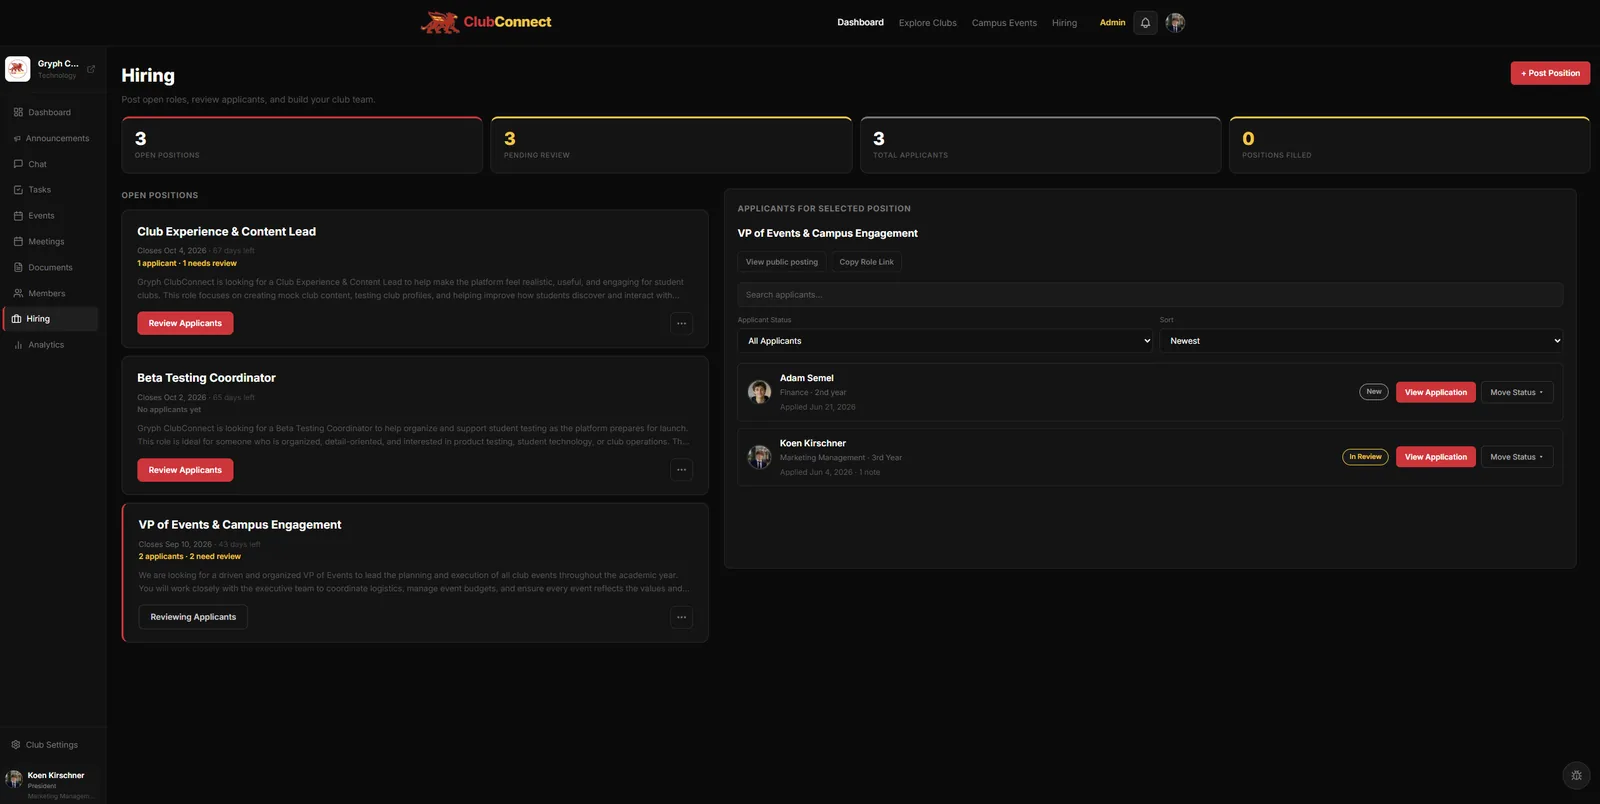 ClubConnect
Dashboard
Explore Clubs
Campus Events
Hiring
Admin
Gryph C...
Technology
Dashboard
Announcements
Chat
Tasks
Events
Meetings
Documents
Members
Hiring
Analytics
Club Settings
Koen Kirschner
President
Marketing Managem...
Hiring
Post open roles, review applicants, and build your club team.
+ Post Position
3
OPEN POSITIONS
3
PENDING REVIEW
3
TOTAL APPLICANTS
0
POSITIONS FILLED
OPEN POSITIONS
Club Experience & Content Lead
Closes Oct 4, 2026 · 67 days left
1 applicant · 1 needs review
Gryph ClubConnect is looking for a Club Experience & Content Lead to help make the platform feel realistic, useful, and engaging for student
clubs. This role focuses on creating mock club content, testing club profiles, and helping improve how students discover and interact with...
Review Applicants
...
Beta Testing Coordinator
Closes Oct 2, 2026 · 65 days left
No applicants yet
Gryph ClubConnect is looking for a Beta Testing Coordinator to help organize and support student testing as the platform prepares for launch.
This role is ideal for someone who is organized, detail-oriented, and interested in product testing, student technology, or club operations. Th...
Review Applicants
...
VP of Events & Campus Engagement
Closes Sep 10, 2026 · 43 days left
2 applicants · 2 need review
We are looking for a driven and organized VP of Events to lead the planning and execution of all club events throughout the academic year.
You will work closely with the executive team to coordinate logistics, manage event budgets, and ensure every event reflects the values and...
Reviewing Applicants
...
APPLICANTS FOR SELECTED POSITION
VP of Events & Campus Engagement
View public posting
Copy Role Link
Search applicants...
Applicant Status
Sort
All Applicants
Newest
Adam Semel
Finance · 2nd year
Applied Jun 21, 2026
New
View Application
Move Status
Koen Kirschner
Marketing Management · 3rd Year
Applied Jun 4, 2026 · 1 note
In Review
View Application
Move Status